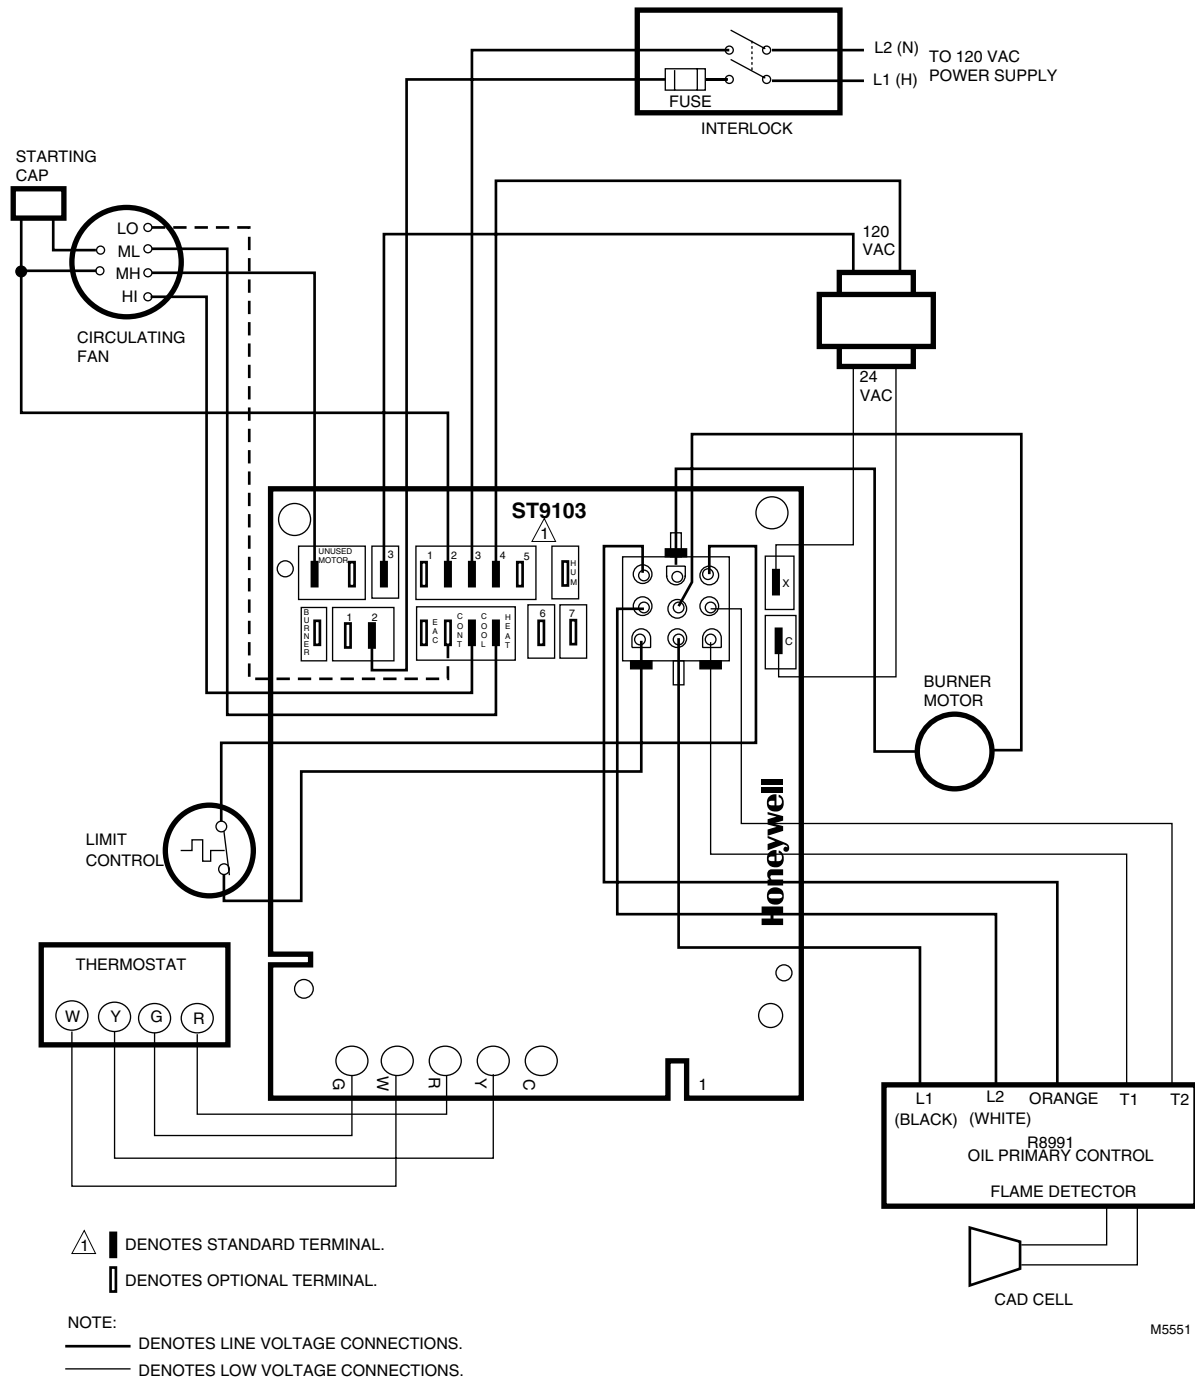 L2 (N)
TO 120 VAC
POWER SUPPLY
L1 (H)
FUSE
INTERLOCK
STARTING
CAP
LO
ML
MH
HI
CIRCULATING
FAN
120
VAC
24
VAC
ST9103
1
UNUSED
MOTOR
3
1
2
3
4
5
HUM
X
BURNER
1
2
EAC
CONT
COOL
HEAT
6
7
C
BURNER
MOTOR
Honeywell
LIMIT
CONTROL
THERMOSTAT
W
Y
G
R
G
W
R
Y
C
1
L1
(BLACK)
L2
(WHITE)
ORANGE
T1
T2
R8991
OIL PRIMARY CONTROL
FLAME DETECTOR
CAD CELL
1 DENOTES STANDARD TERMINAL.
DENOTES OPTIONAL TERMINAL.
NOTE:
DENOTES LINE VOLTAGE CONNECTIONS.
DENOTES LOW VOLTAGE CONNECTIONS.
M5551